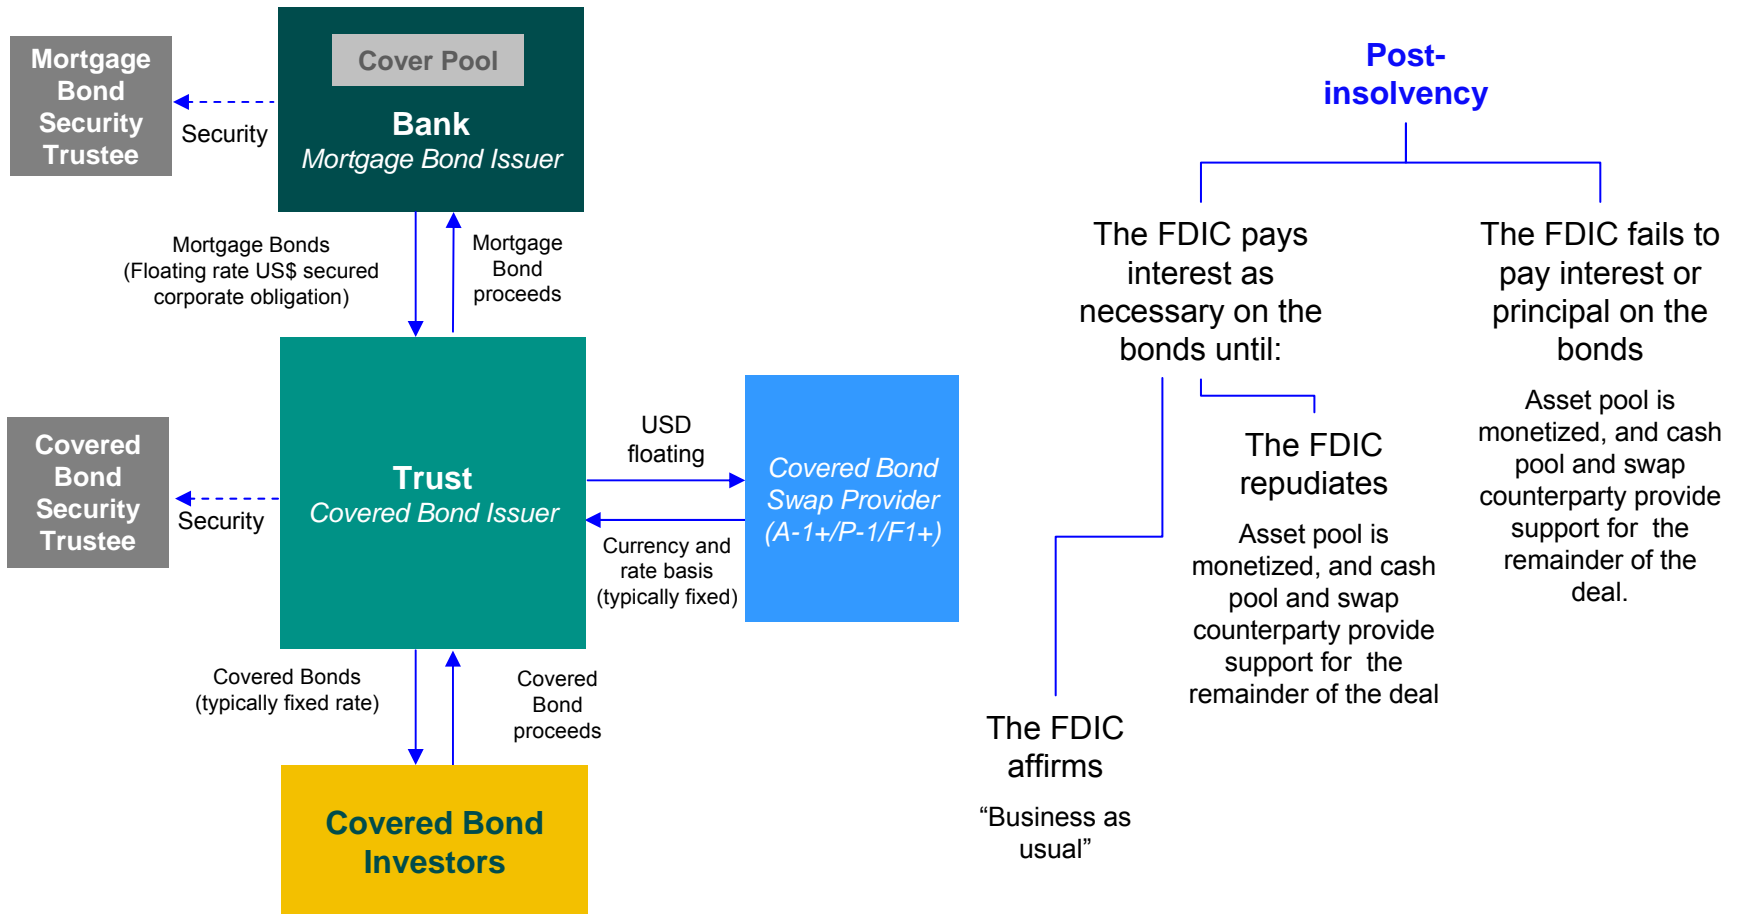 Mortgage
Bond
Security
Trustee
Security
Cover Pool
Bank
Mortgage Bond Issuer
Mortgage Bonds
(Floating rate US$ secured
corporate obligation)
Mortgage
Bond
proceeds
Covered
Bond
Security
Trustee
Security
Trust
Covered Bond Issuer
USD
floating
Currency and
rate basis
(typically fixed)
Covered Bond
Swap Provider
(A-1+/P-1/F1+)
Covered Bonds
(typically fixed rate)
Covered
Bond
proceeds
Covered Bond
Investors
Post-
insolvency
The FDIC pays
interest as
necessary on the
bonds until:
The FDIC
affirms
“Business as
usual”
The FDIC
repudiates
Asset pool is
monetized, and cash
pool and swap
counterparty provide
support for  the
remainder of the deal
The FDIC fails to
pay interest or
principal on the
bonds
Asset pool is
monetized, and cash
pool and swap
counterparty provide
support for  the
remainder of the
deal.